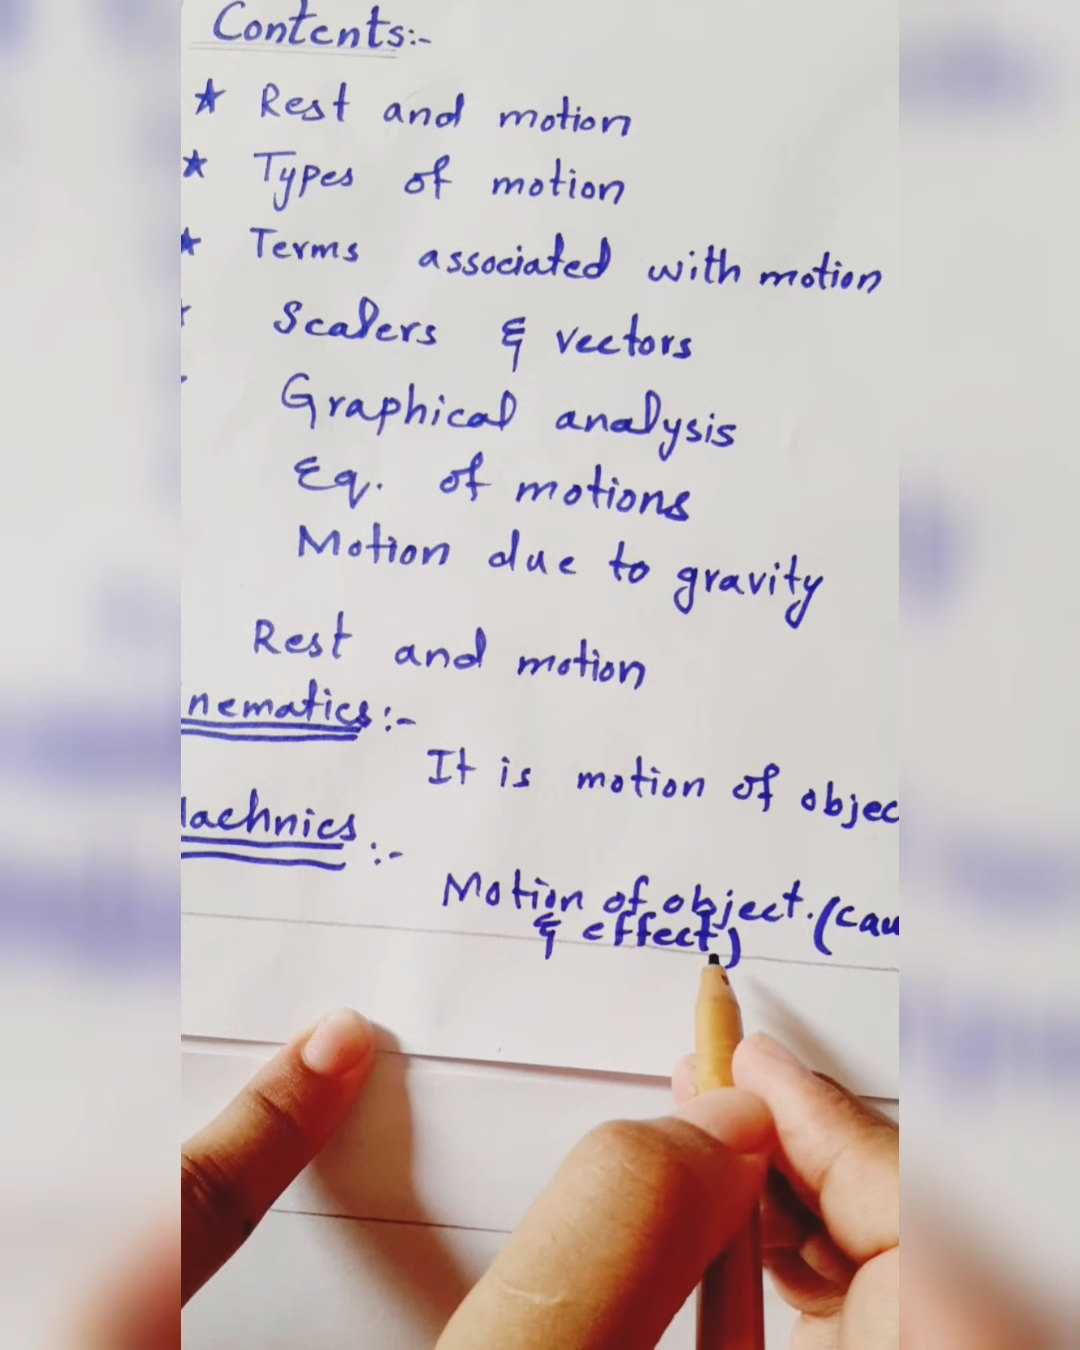 Contents:-
★ Rest and motion
★ Types of motion
★ Terms associated with motion
Scalers & vectors
Graphical analysis
Eq. of motions
Motion due to gravity
Rest and motion
nematics:-
It is motion of objec
achnics:-
Motion of object. (cau
& effect)